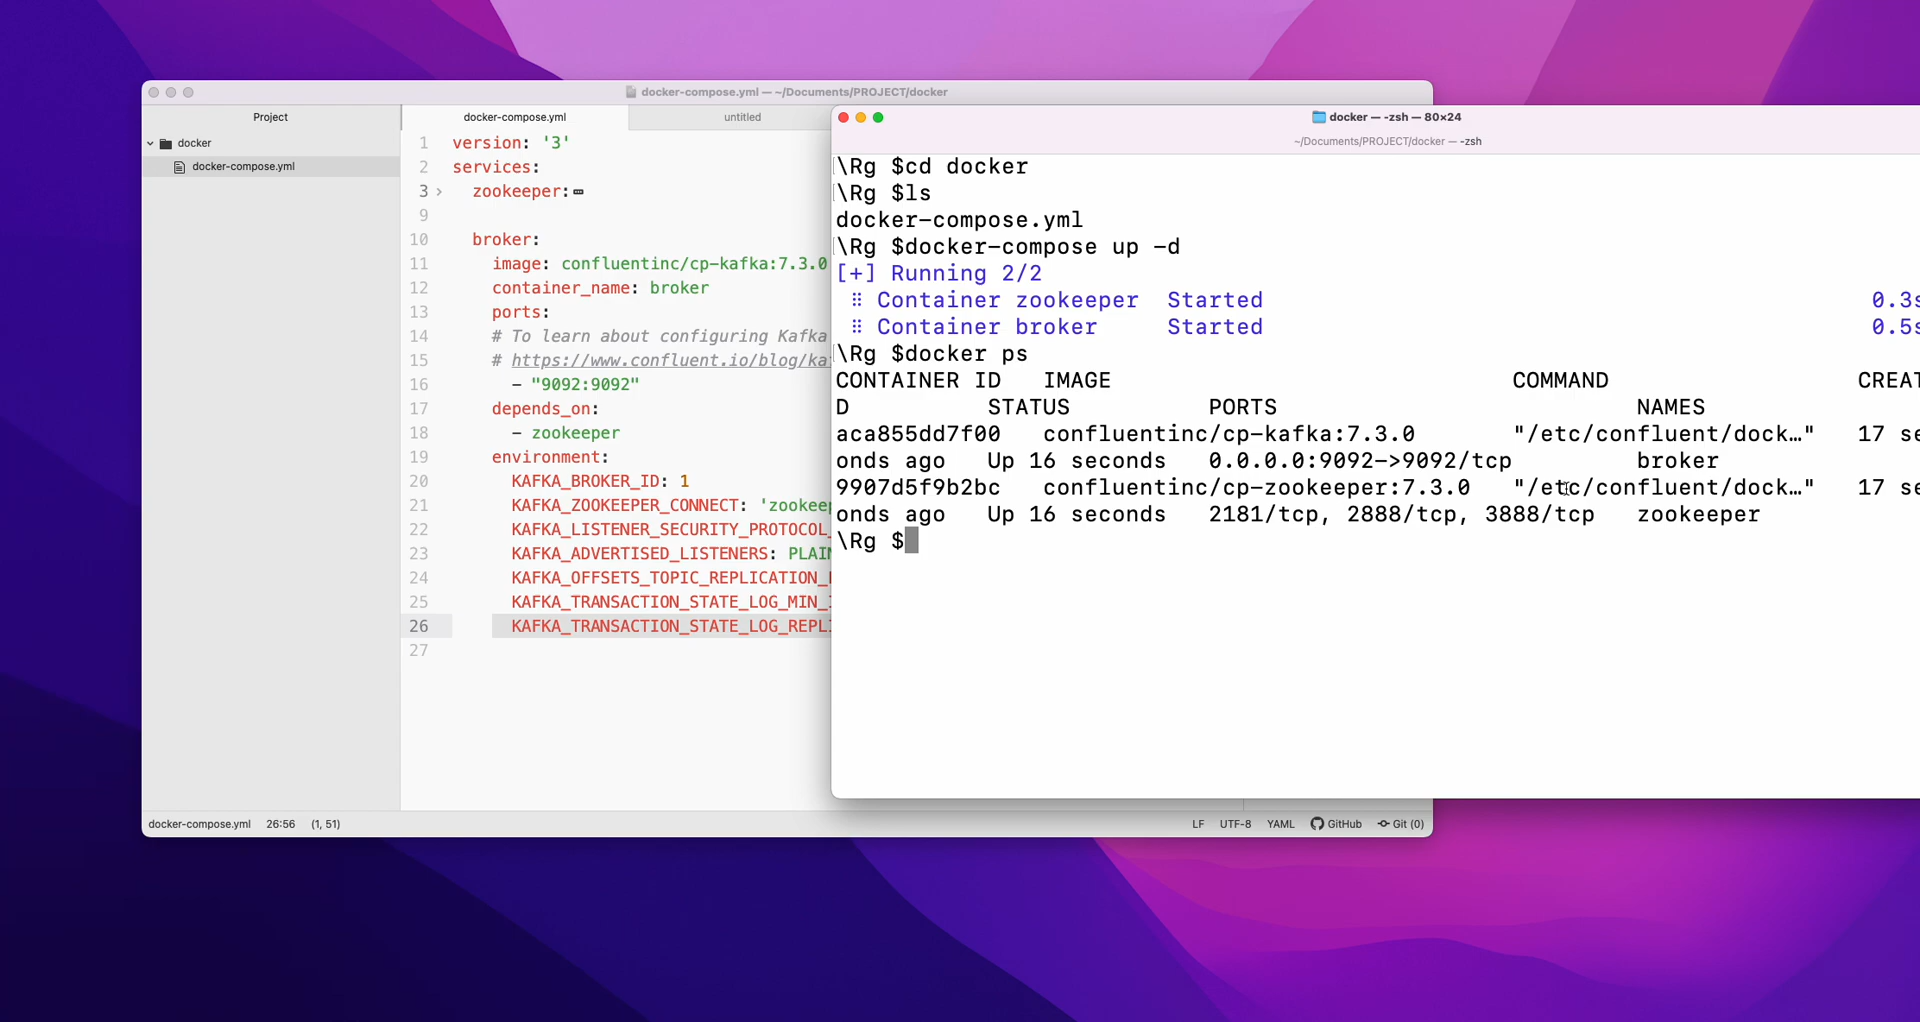 docker-compose.yml — ~/Documents/PROJECT/docker
Project
docker
docker-compose.yml
docker-compose.yml
untitled
1 version: '3'
2 services:
3 zookeeper:
9
10 broker:
11 image: confluentinc/cp-kafka:7.3.0
12 container_name: broker
13 ports:
14 # To learn about configuring Kafka
15 # https://www.confluent.io/blog/ka
16 - "9092:9092"
17 depends_on:
18 - zookeeper
19 environment:
20 KAFKA_BROKER_ID: 1
21 KAFKA_ZOOKEEPER_CONNECT: 'zookeep
22 KAFKA_LISTENER_SECURITY_PROTOCOL_
23 KAFKA_ADVERTISED_LISTENERS: PLAIN
24 KAFKA_OFFSETS_TOPIC_REPLICATION_
25 KAFKA_TRANSACTION_STATE_LOG_MIN_
26 KAFKA_TRANSACTION_STATE_LOG_REPL
27
docker-compose.yml 26:56 (1, 51)
LF UTF-8 YAML GitHub Git (0)
docker — -zsh — 80×24
~/Documents/PROJECT/docker — -zsh
\Rg $cd docker
\Rg $ls
docker-compose.yml
\Rg $docker-compose up -d
[+] Running 2/2
⠿ Container zookeeper Started 0.3s
⠿ Container broker Started 0.5s
\Rg $docker ps
CONTAINER ID IMAGE COMMAND CREAT
D STATUS PORTS NAMES
aca855dd7f00 confluentinc/cp-kafka:7.3.0 "/etc/confluent/dock…" 17 se
onds ago Up 16 seconds 0.0.0.0:9092->9092/tcp broker
9907d5f9b2bc confluentinc/cp-zookeeper:7.3.0 "/etc/confluent/dock…" 17 se
onds ago Up 16 seconds 2181/tcp, 2888/tcp, 3888/tcp zookeeper
\Rg $